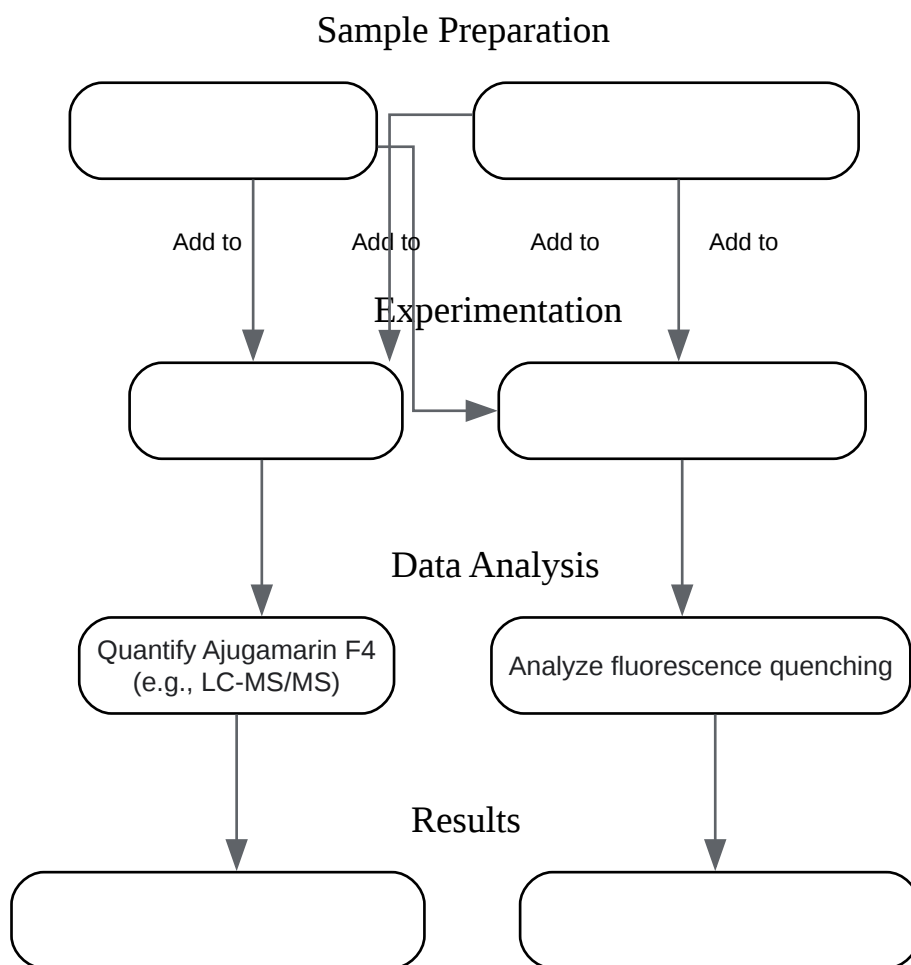 Sample Preparation
Add to
Add to
Add to
Add to
Experimentation
Data Analysis
Quantify Ajugamarin F4
(e.g., LC-MS/MS)
Analyze fluorescence quenching
Results